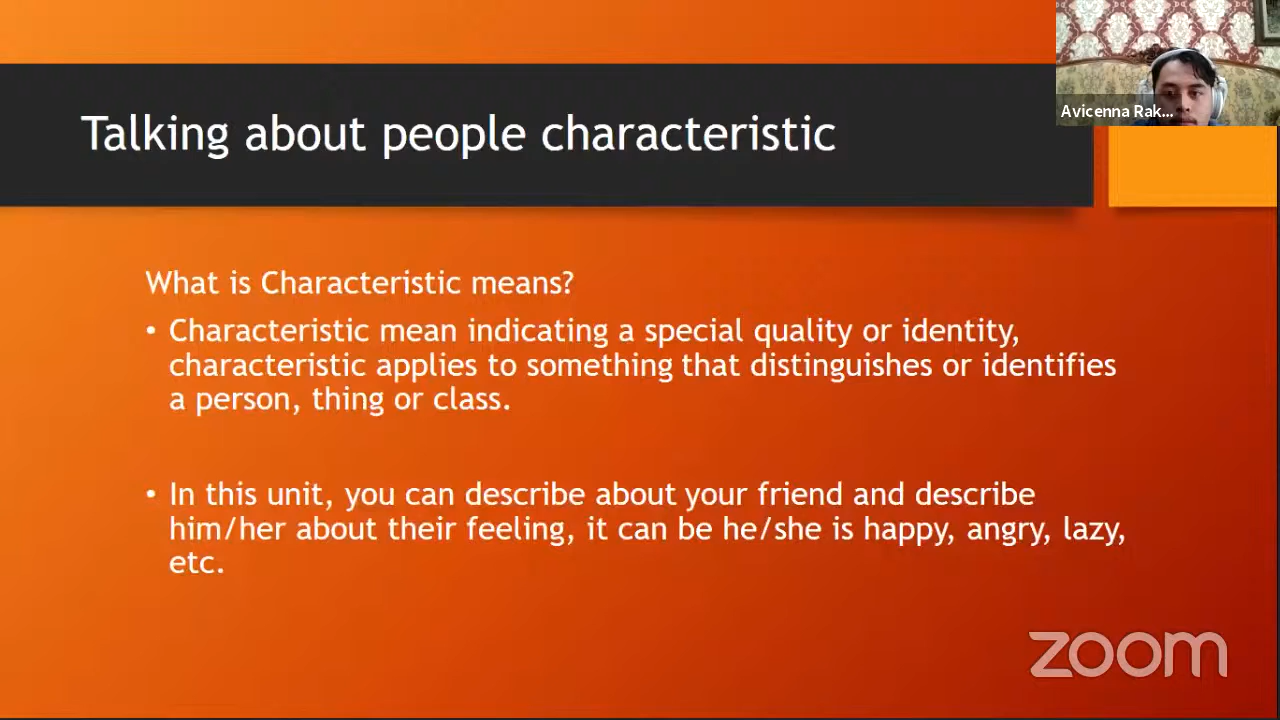 Talking about people characteristic
Avicenna Rak...
What is Characteristic means?
• Characteristic mean indicating a special quality or identity,
characteristic applies to something that distinguishes or identifies
a person, thing or class.
• In this unit, you can describe about your friend and describe
him/her about their feeling, it can be he/she is happy, angry, lazy,
etc.
zoom